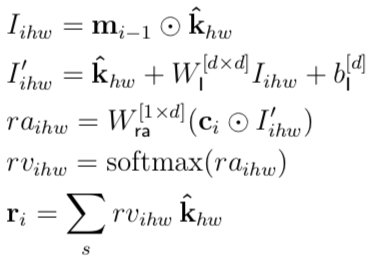 I_{ihw} = \mathbf{m}_{i-1} \odot \hat{\mathbf{k}}_{hw}
I'_{ihw} = \hat{\mathbf{k}}_{hw} + W_{\mathsf{I}}^{[d \times d]} I_{ihw} + b_{\mathsf{I}}^{[d]}
ra_{ihw} = W_{\mathsf{ra}}^{[1 \times d]} (\mathbf{c}_i \odot I'_{ihw})
rv_{ihw} = \mathrm{softmax}(ra_{ihw})
\mathbf{r}_i = \sum_s rv_{ihw} \, \hat{\mathbf{k}}_{hw}